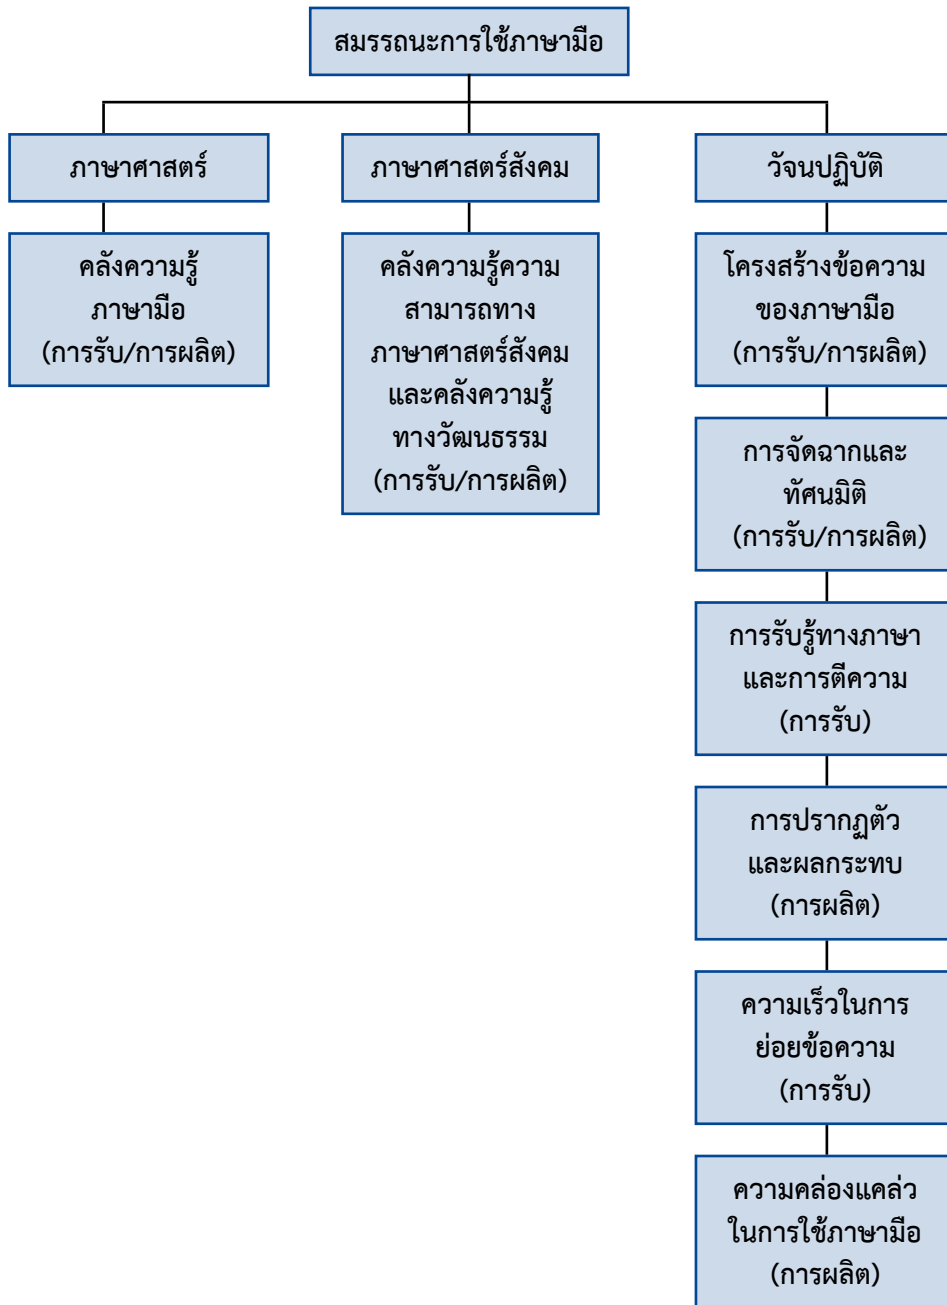 สมรรถนะการใช้ภาษามือ
ภาษาศาสตร์
คลังความรู้
ภาษามือ
(การรับ/การผลิต)
ภาษาศาสตร์สังคม
คลังความรู้ความ
สามารถทาง
ภาษาศาสตร์สังคม
และคลังความรู้
ทางวัฒนธรรม
(การรับ/การผลิต)
วัจนปฏิบัติ
โครงสร้างข้อความ
ของภาษามือ
(การรับ/การผลิต)
การจัดฉากและ
ทัศนมิติ
(การรับ/การผลิต)
การรับรู้ทางภาษา
และการตีความ
(การรับ)
การปรากฏตัว
และผลกระทบ
(การผลิต)
ความเร็วในการ
ย่อยข้อความ
(การรับ)
ความคล่องแคล่ว
ในการใช้ภาษามือ
(การผลิต)